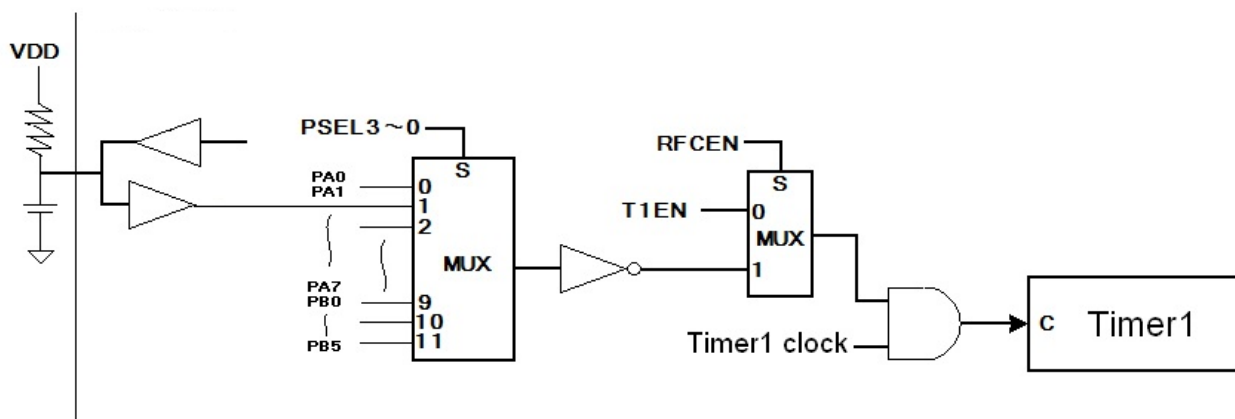 VDD
PSEL3~0
RFCEN
S
S
PA0
PA1
0
1
2
T1EN
0
MUX
MUX
1
PA7
PB0
9
10
11
PB5
Timer1 clock
C
Timer1